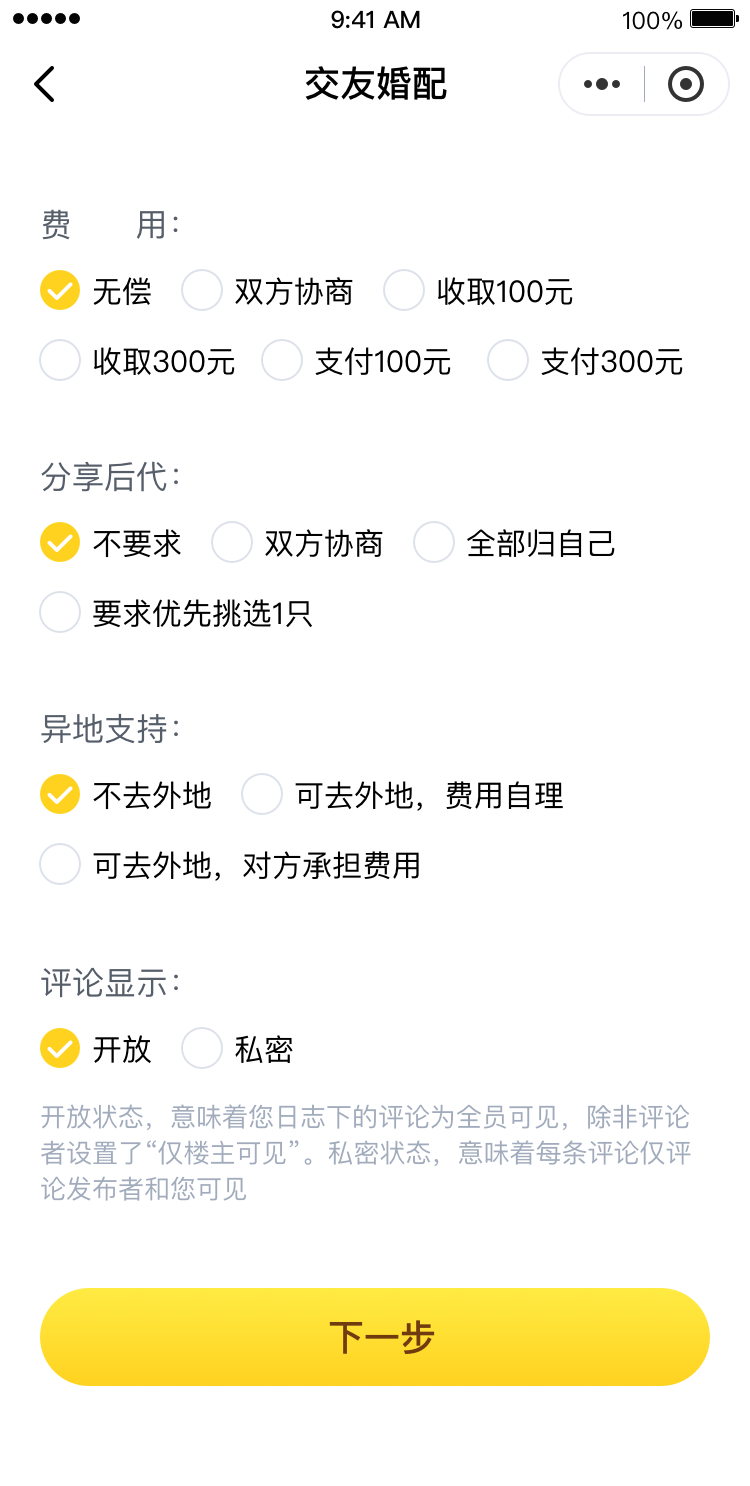 9:41 AM 100%
交友婚配
费 用：
无偿 双方协商 收取100元
收取300元 支付100元 支付300元
分享后代：
不要求 双方协商 全部归自己
要求优先挑选1只
异地支持：
不去外地 可去外地，费用自理
可去外地，对方承担费用
评论显示：
开放 私密
开放状态，意味着您日志下的评论为全员可见，除非评论
者设置了“仅楼主可见”。私密状态，意味着每条评论仅评
论发布者和您可见
下一步